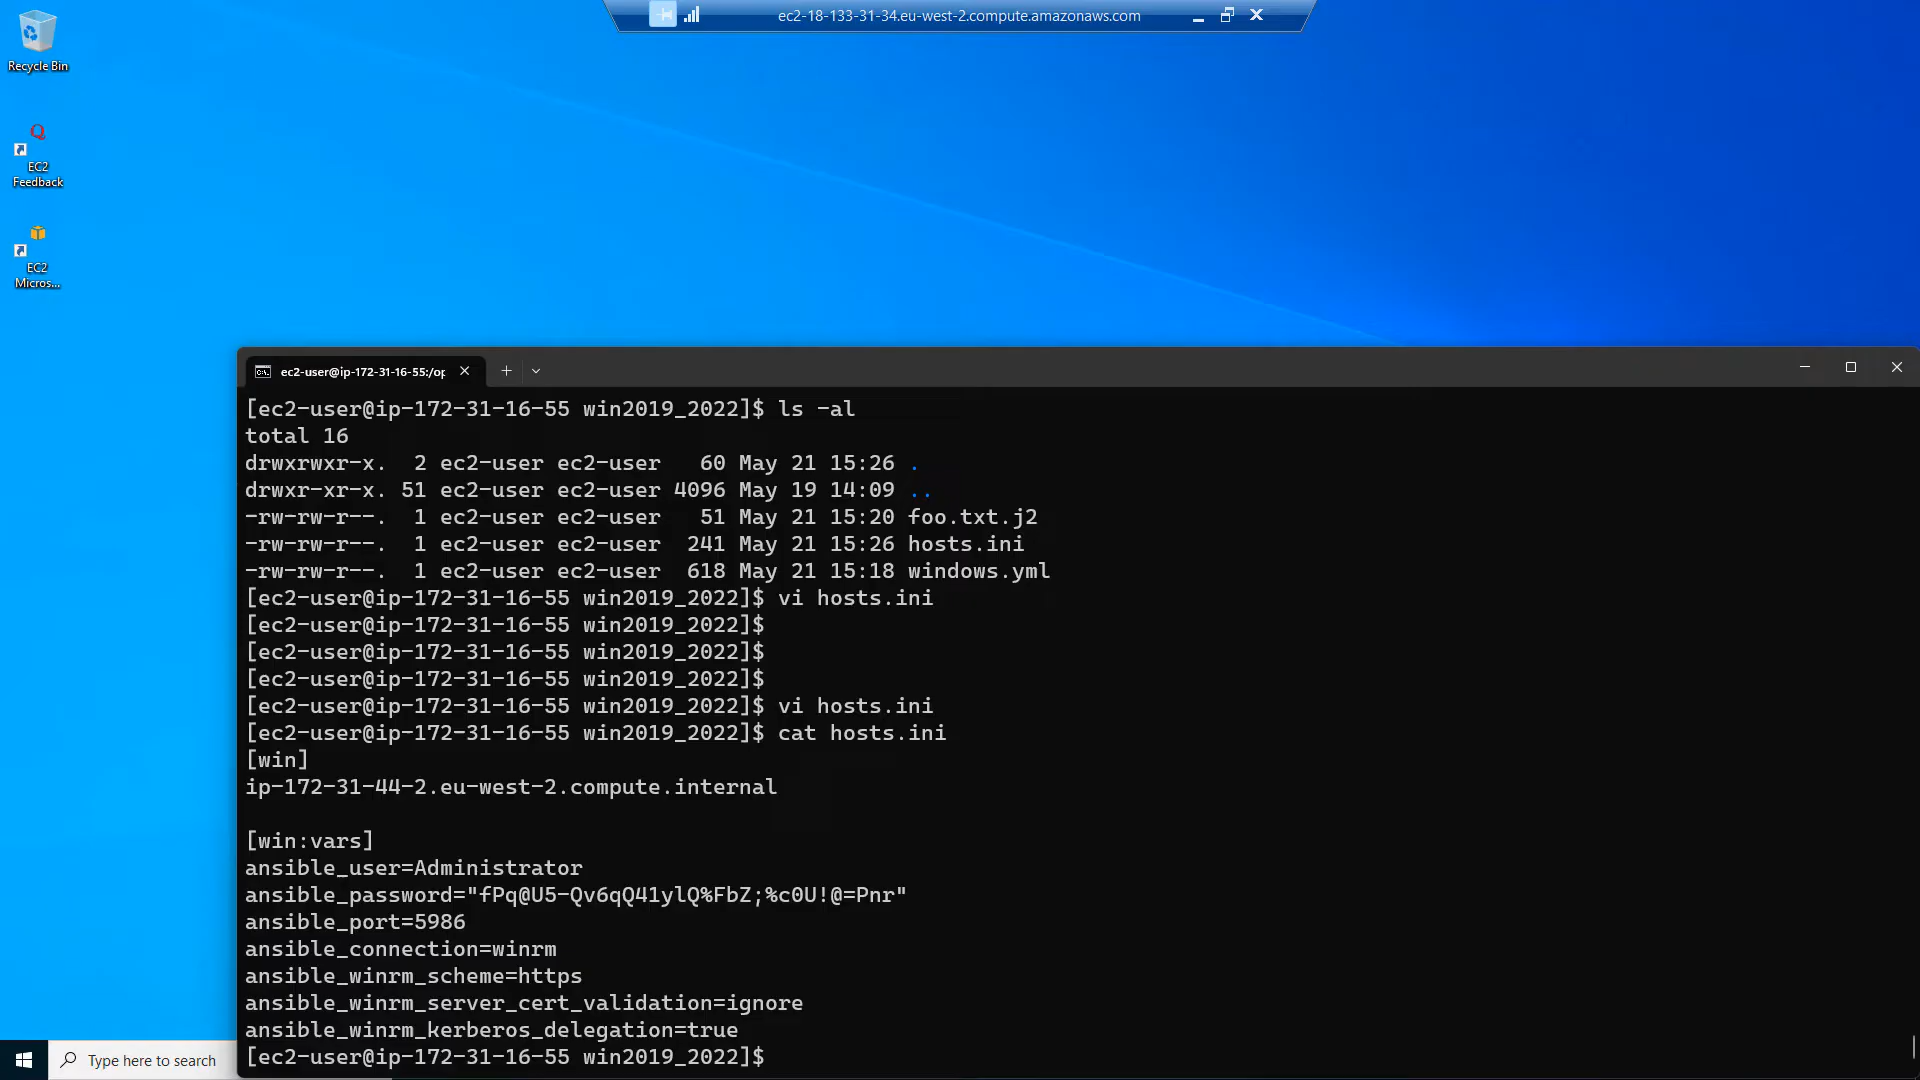 ec2-18-133-31-34.eu-west-2.compute.amazonaws.com
Recycle Bin
EC2
Feedback
EC2
Micros...
ec2-user@ip-172-31-16-55:/op
[ec2-user@ip-172-31-16-55 win2019_2022]$ ls -al
total 16
drwxrwxr-x.  2 ec2-user ec2-user   60 May 21 15:26 .
drwxr-xr-x. 51 ec2-user ec2-user 4096 May 19 14:09 ..
-rw-rw-r--.  1 ec2-user ec2-user   51 May 21 15:20 foo.txt.j2
-rw-rw-r--.  1 ec2-user ec2-user  241 May 21 15:26 hosts.ini
-rw-rw-r--.  1 ec2-user ec2-user  618 May 21 15:18 windows.yml
[ec2-user@ip-172-31-16-55 win2019_2022]$ vi hosts.ini
[ec2-user@ip-172-31-16-55 win2019_2022]$
[ec2-user@ip-172-31-16-55 win2019_2022]$
[ec2-user@ip-172-31-16-55 win2019_2022]$
[ec2-user@ip-172-31-16-55 win2019_2022]$ vi hosts.ini
[ec2-user@ip-172-31-16-55 win2019_2022]$ cat hosts.ini
[win]
ip-172-31-44-2.eu-west-2.compute.internal
[win:vars]
ansible_user=Administrator
ansible_password="fPq@U5-Qv6qQ41ylQ%FbZ;%c0U!@=Pnr"
ansible_port=5986
ansible_connection=winrm
ansible_winrm_scheme=https
ansible_winrm_server_cert_validation=ignore
ansible_winrm_kerberos_delegation=true
[ec2-user@ip-172-31-16-55 win2019_2022]$
Type here to search